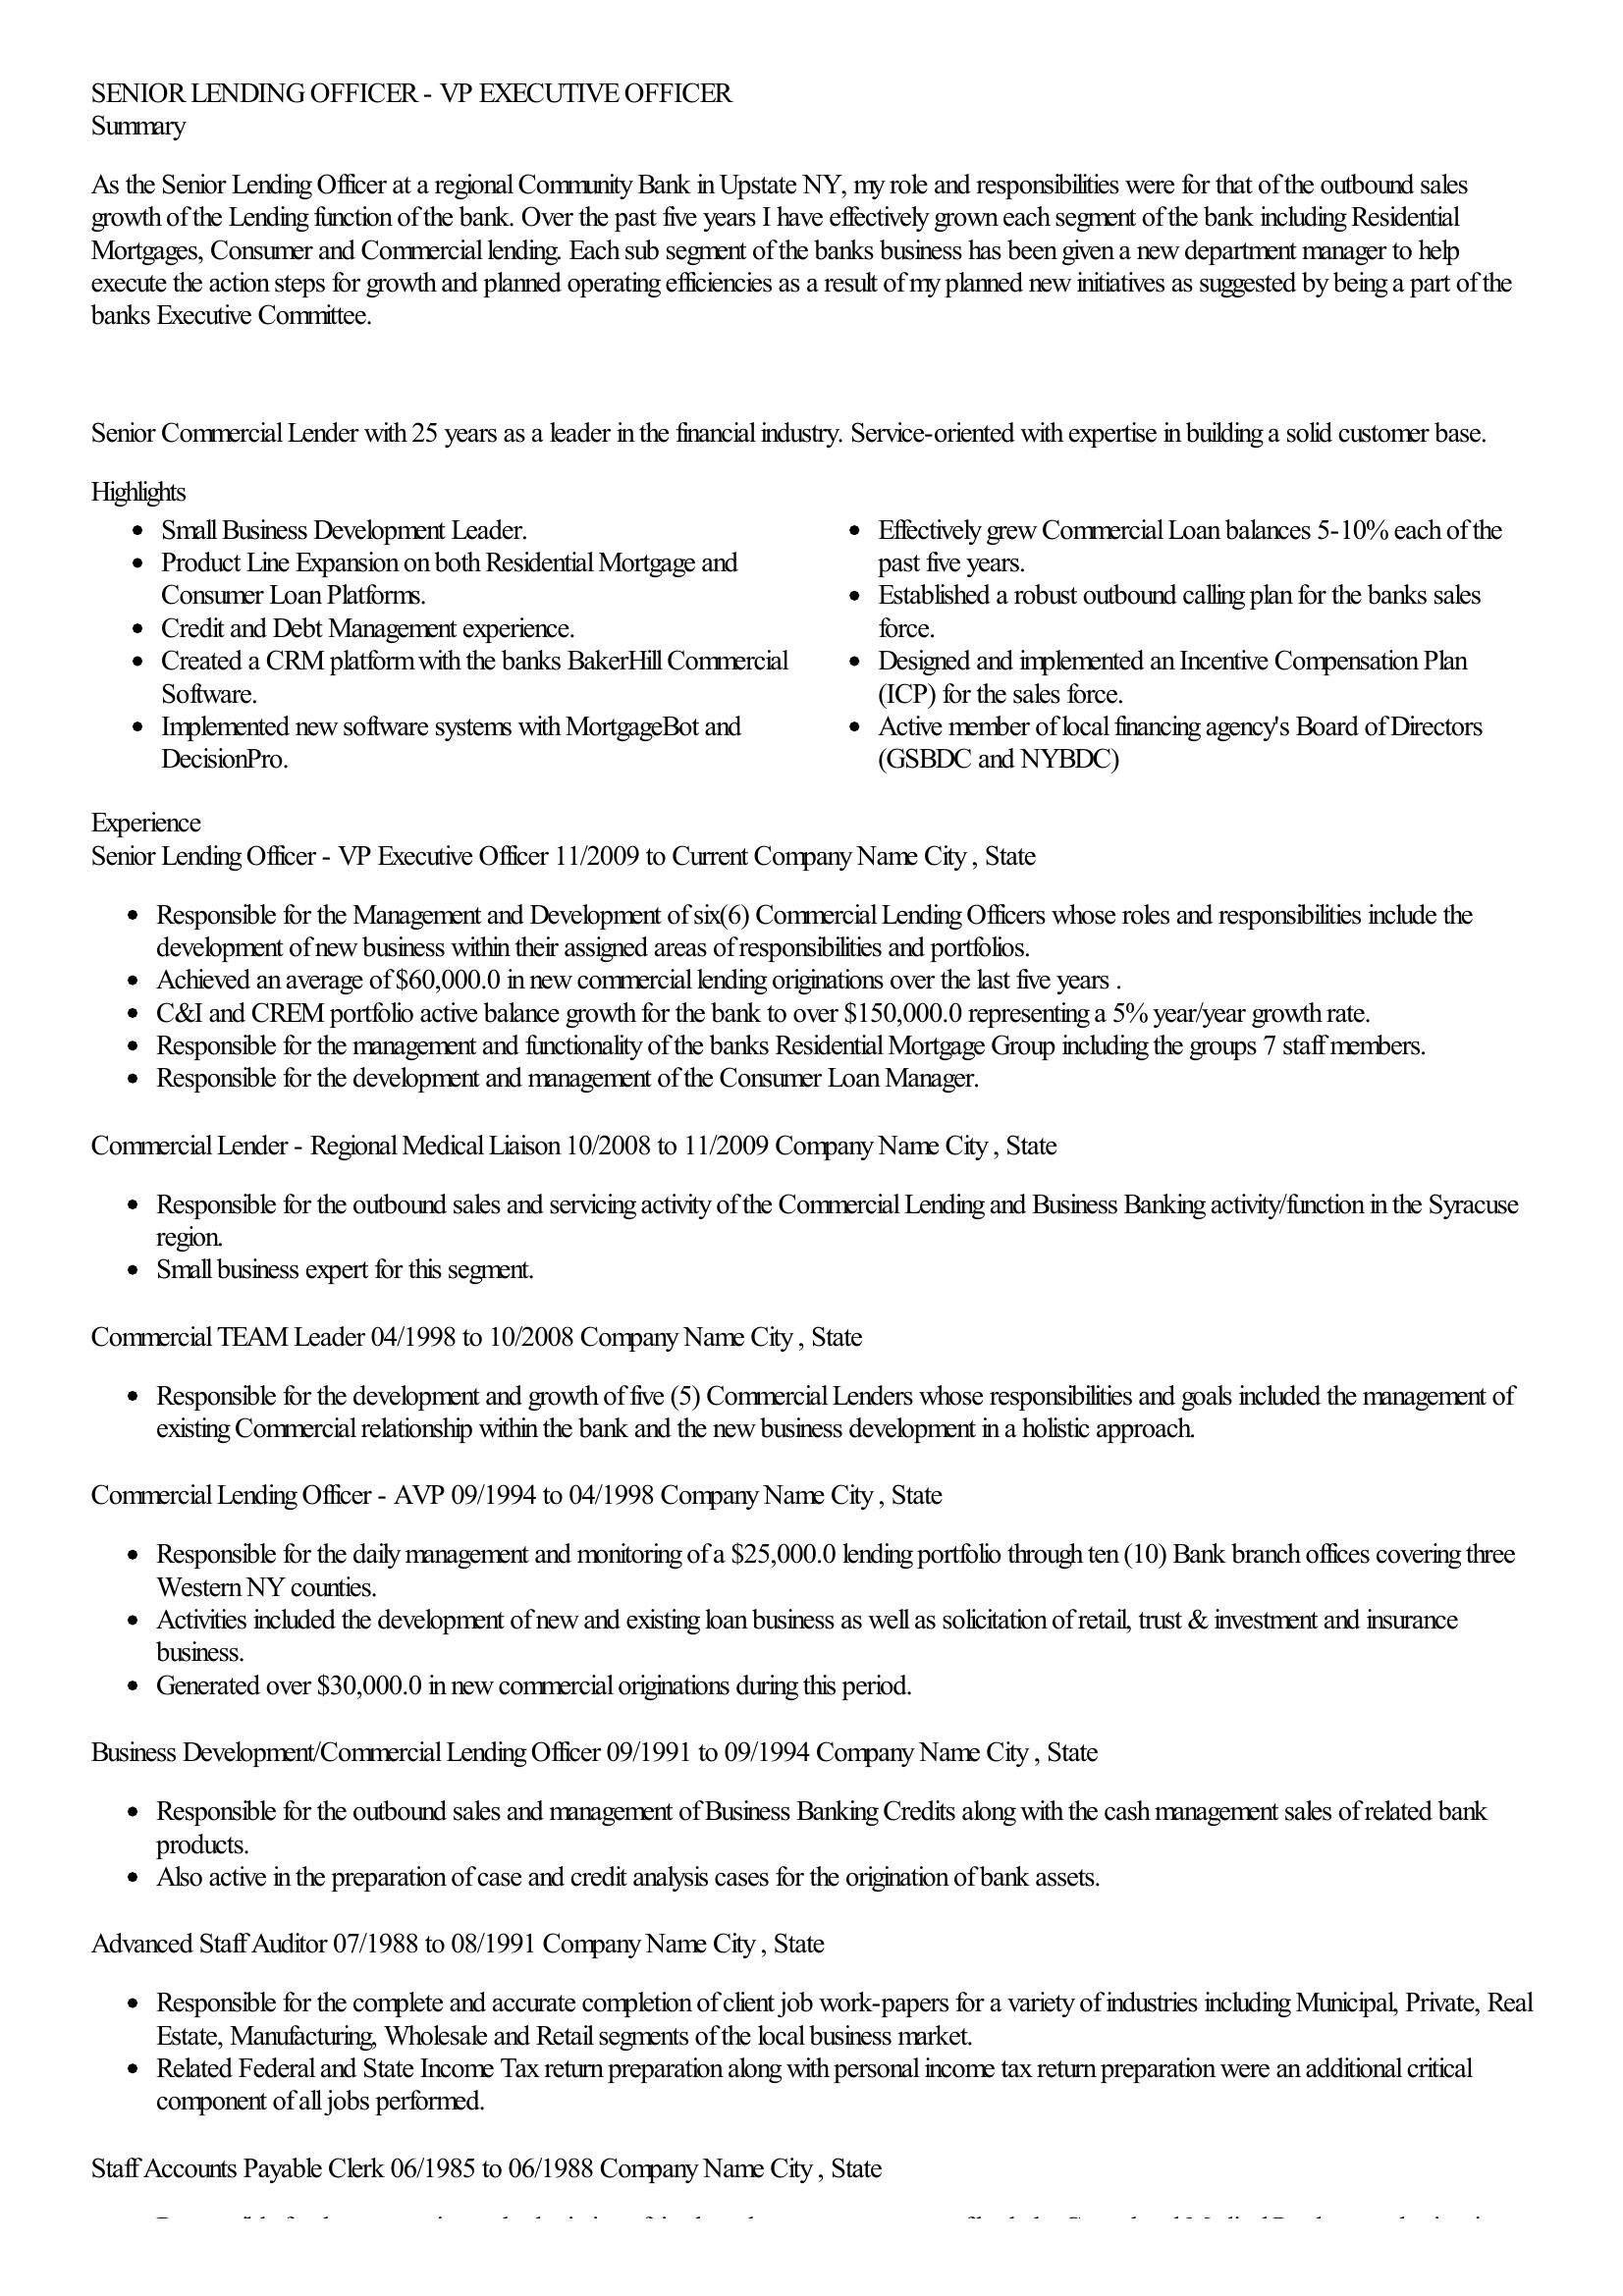 SENIOR LENDING OFFICER - VP EXECUTIVE OFFICER
Summary
As the Senior Lending Officer at a regional Community Bank in Upstate NY, my role and responsibilities were for that of the outbound sales
growth of the Lending function of the bank. Over the past five years I have effectively grown each segment of the bank including Residential
Mortgages, Consumer and Commercial lending. Each sub segment of the banks business has been given a new department manager to help
execute the action steps for growth and planned operating efficiencies as a result of my planned new initiatives as suggested by being a part of the
banks Executive Committee.
Senior Commercial Lender with 25 years as a leader in the financial industry. Service-oriented with expertise in building a solid customer base.
Highlights
• Small Business Development Leader.
• Product Line Expansion on both Residential Mortgage and
Consumer Loan Platforms.
• Credit and Debt Management experience.
• Created a CRM platform with the banks BakerHill Commercial
Software.
• Implemented new software systems with MortgageBot and
DecisionPro.
• Effectively grew Commercial Loan balances 5-10% each of the
past five years.
• Established a robust outbound calling plan for the banks sales
force.
• Designed and implemented an Incentive Compensation Plan
(ICP) for the sales force.
• Active member of local financing agency's Board of Directors
(GSBDC and NYBDC)
Experience
Senior Lending Officer - VP Executive Officer 11/2009 to Current Company Name City , State
• Responsible for the Management and Development of six(6) Commercial Lending Officers whose roles and responsibilities include the
development of new business within their assigned areas of responsibilities and portfolios.
• Achieved an average of $60,000.0 in new commercial lending originations over the last five years .
• C&I and CREM portfolio active balance growth for the bank to over $150,000.0 representing a 5% year/year growth rate.
• Responsible for the management and functionality of the banks Residential Mortgage Group including the groups 7 staff members.
• Responsible for the development and management of the Consumer Loan Manager.
Commercial Lender - Regional Medical Liaison 10/2008 to 11/2009 Company Name City , State
• Responsible for the outbound sales and servicing activity of the Commercial Lending and Business Banking activity/function in the Syracuse
region.
• Small business expert for this segment.
Commercial TEAM Leader 04/1998 to 10/2008 Company Name City , State
• Responsible for the development and growth of five (5) Commercial Lenders whose responsibilities and goals included the management of
existing Commercial relationship within the bank and the new business development in a holistic approach.
Commercial Lending Officer - AVP 09/1994 to 04/1998 Company Name City , State
• Responsible for the daily management and monitoring of a $25,000.0 lending portfolio through ten (10) Bank branch offices covering three
Western NY counties.
• Activities included the development of new and existing loan business as well as solicitation of retail, trust & investment and insurance
business.
• Generated over $30,000.0 in new commercial originations during this period.
Business Development/Commercial Lending Officer 09/1991 to 09/1994 Company Name City , State
• Responsible for the outbound sales and management of Business Banking Credits along with the cash management sales of related bank
products.
• Also active in the preparation of case and credit analysis cases for the origination of bank assets.
Advanced Staff Auditor 07/1988 to 08/1991 Company Name City , State
• Responsible for the complete and accurate completion of client job work-papers for a variety of industries including Municipal, Private, Real
Estate, Manufacturing, Wholesale and Retail segments of the local business market.
• Related Federal and State Income Tax return preparation along with personal income tax return preparation were an additional critical
component of all jobs performed.
Staff Accounts Payable Clerk 06/1985 to 06/1988 Company Name City , State